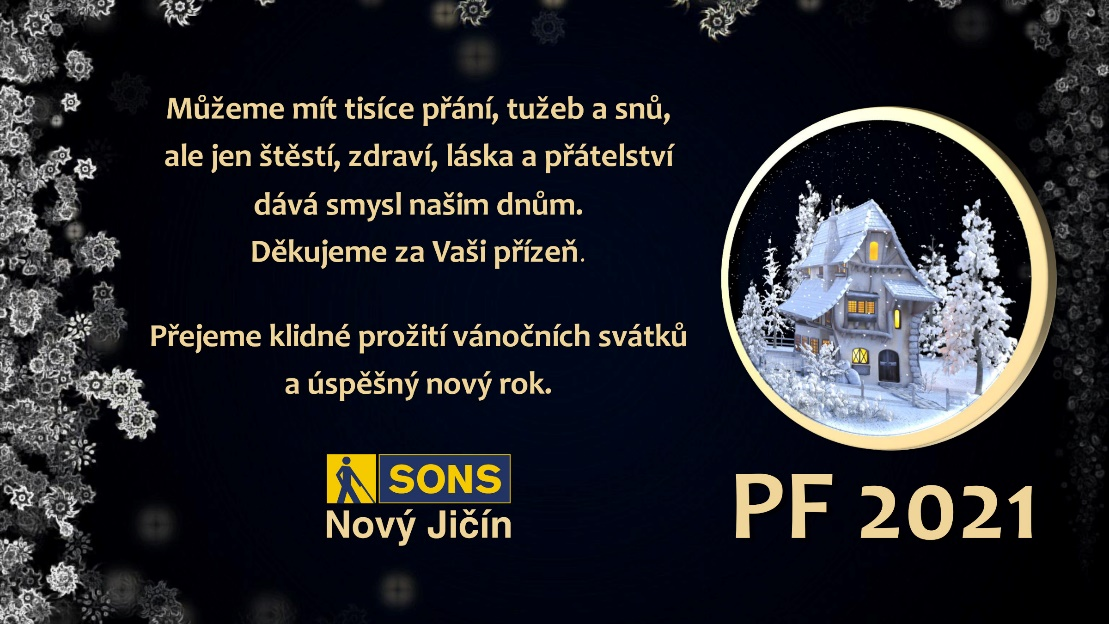 Můžeme mít tisíce přání, tužeb a snů,
ale jen štěstí, zdraví, láska a přátelství
dává smysl našim dnům.
Děkujeme za Vaši přízeň.
Přejeme klidné prožití vánočních svátků
a úspěšný nový rok.
SONS
Nový Jičín
PF 2021